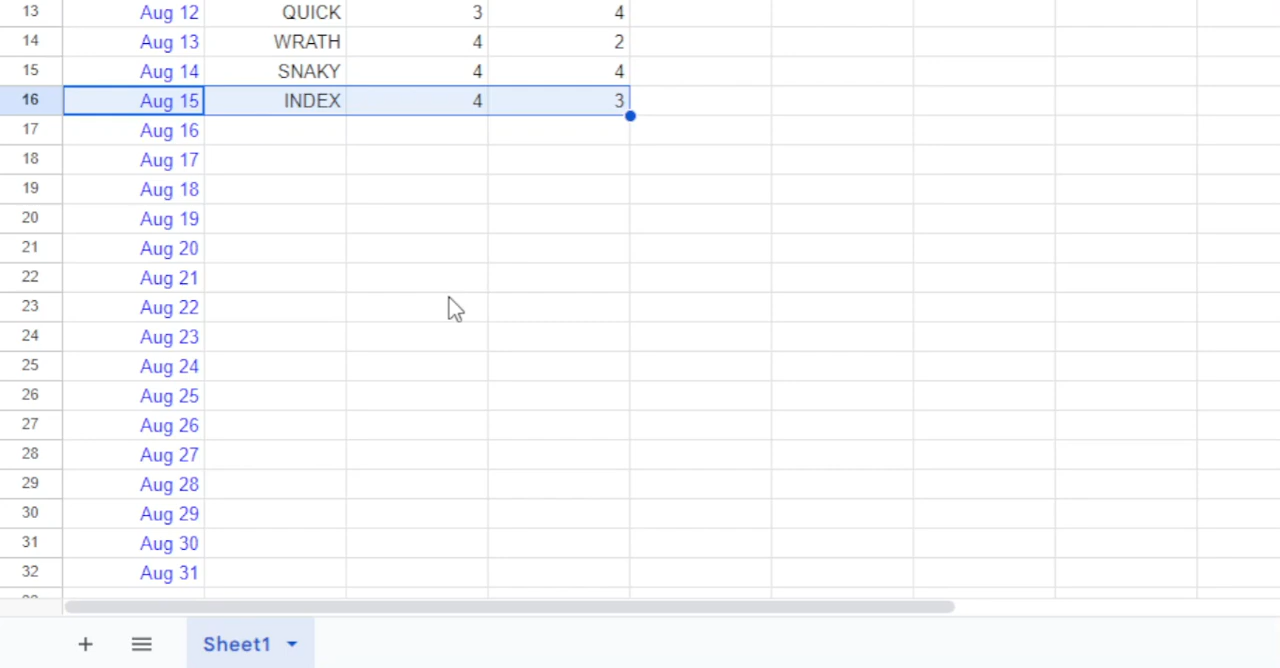 13 Aug 12 QUICK 3 4
14 Aug 13 WRATH 4 2
15 Aug 14 SNAKY 4 4
16 Aug 15 INDEX 4 3
17 Aug 16
18 Aug 17
19 Aug 18
20 Aug 19
21 Aug 20
22 Aug 21
23 Aug 22
24 Aug 23
25 Aug 24
26 Aug 25
27 Aug 26
28 Aug 27
29 Aug 28
30 Aug 29
31 Aug 30
32 Aug 31
Sheet1